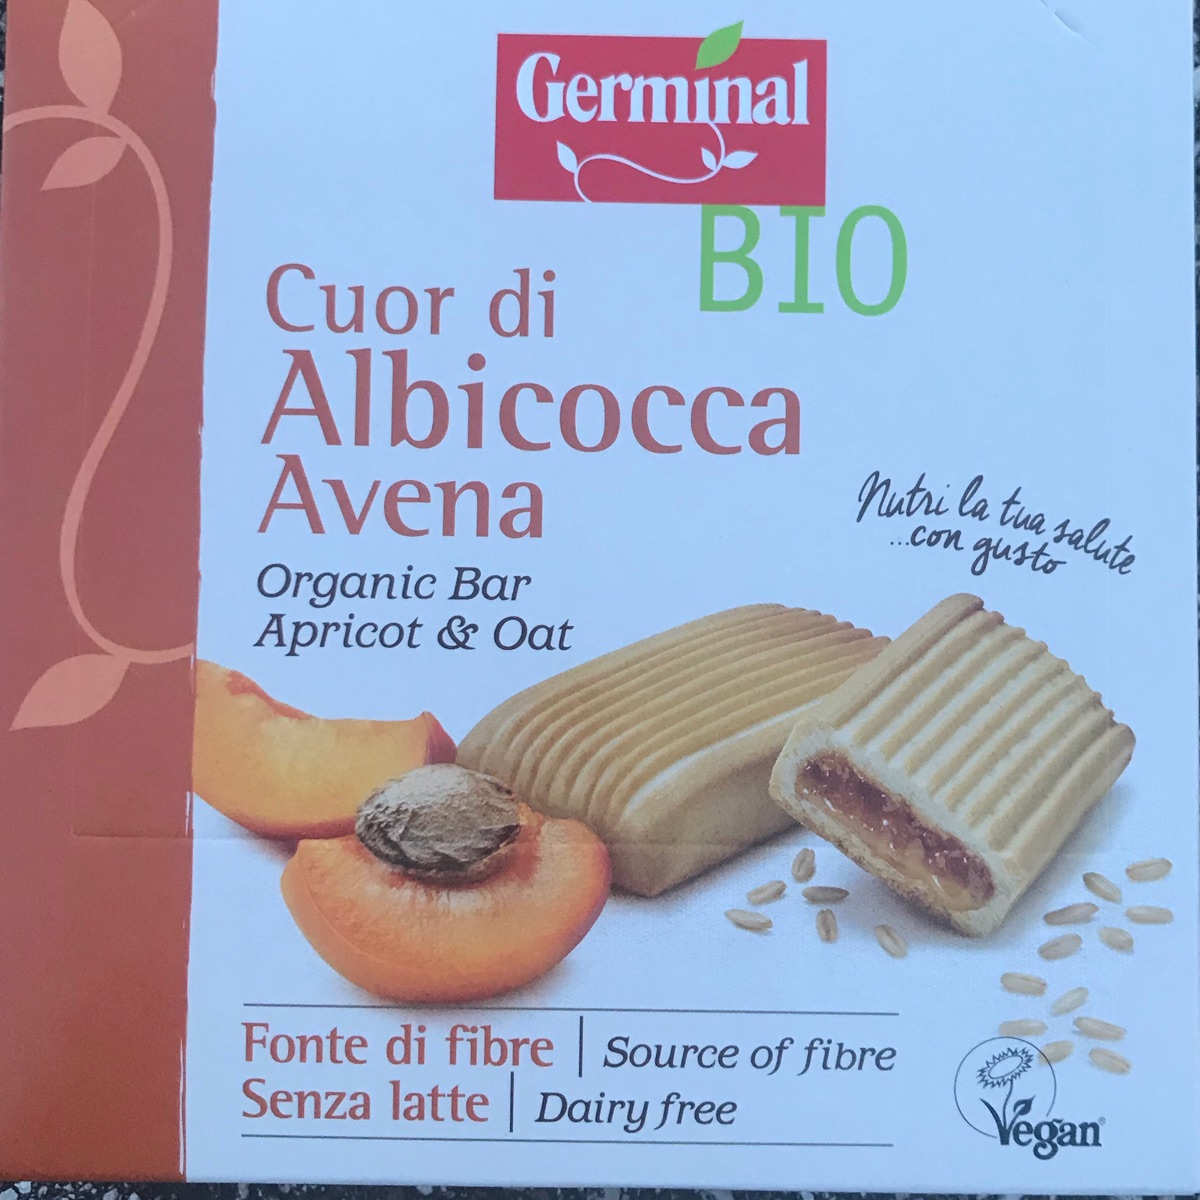 Germinal
BIO
Cuor di
Albicocca
Avena
Organic Bar
Apricot & Oat
Nutri la tua salute
...con gusto
Fonte di fibre | Source of fibre
Senza latte | Dairy free
Vegan